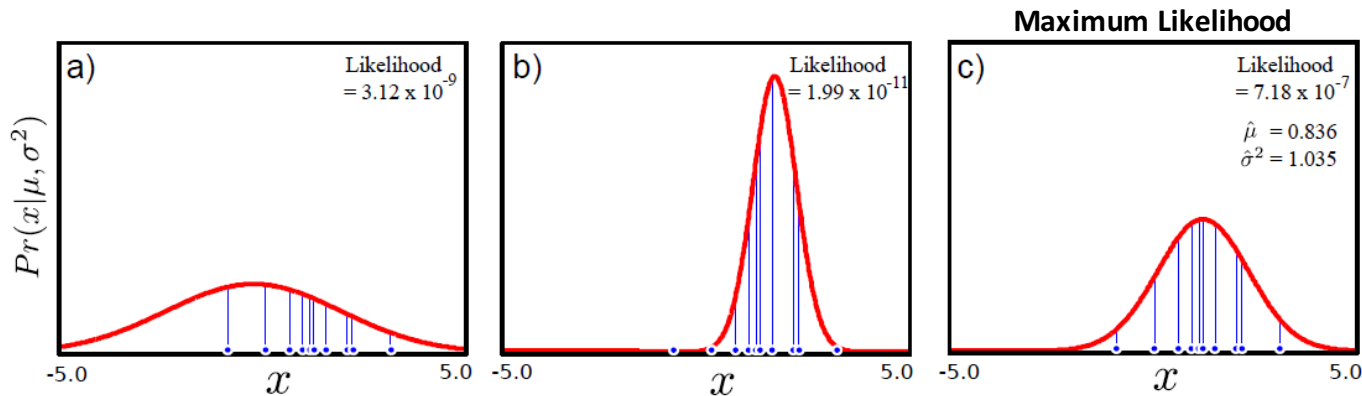 Maximum Likelihood
a)
Likelihood
= 3.12 x 10^-9
b)
Likelihood
= 1.99 x 10^-11
c)
Likelihood
= 7.18 x 10^-7
μ̂ = 0.836
σ̂² = 1.035
Pr(x|μ, σ²)
-5.0
x
5.0
-5.0
x
5.0
-5.0
x
5.0